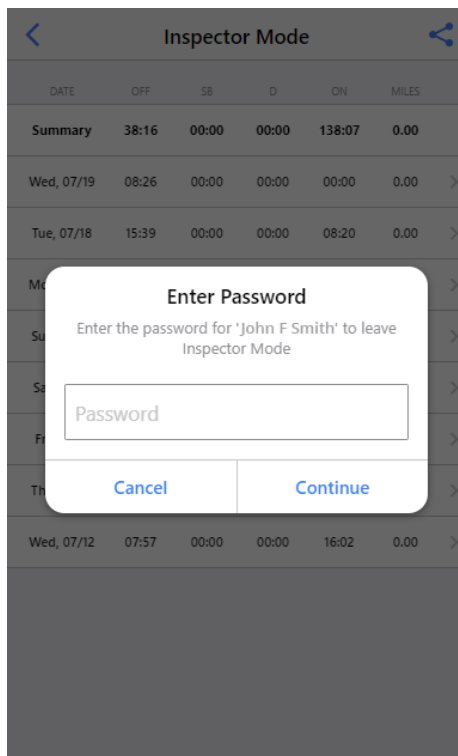 Inspector Mode
DATE OFF SB D ON MILES
Summary 38:16 00:00 00:00 138:07 0.00
Wed, 07/19 08:26 00:00 00:00 00:00 0.00
Tue, 07/18 15:39 00:00 00:00 08:20 0.00
Enter Password
Enter the password for 'John F Smith' to leave
Inspector Mode
Password
Cancel Continue
Wed, 07/12 07:57 00:00 00:00 16:02 0.00